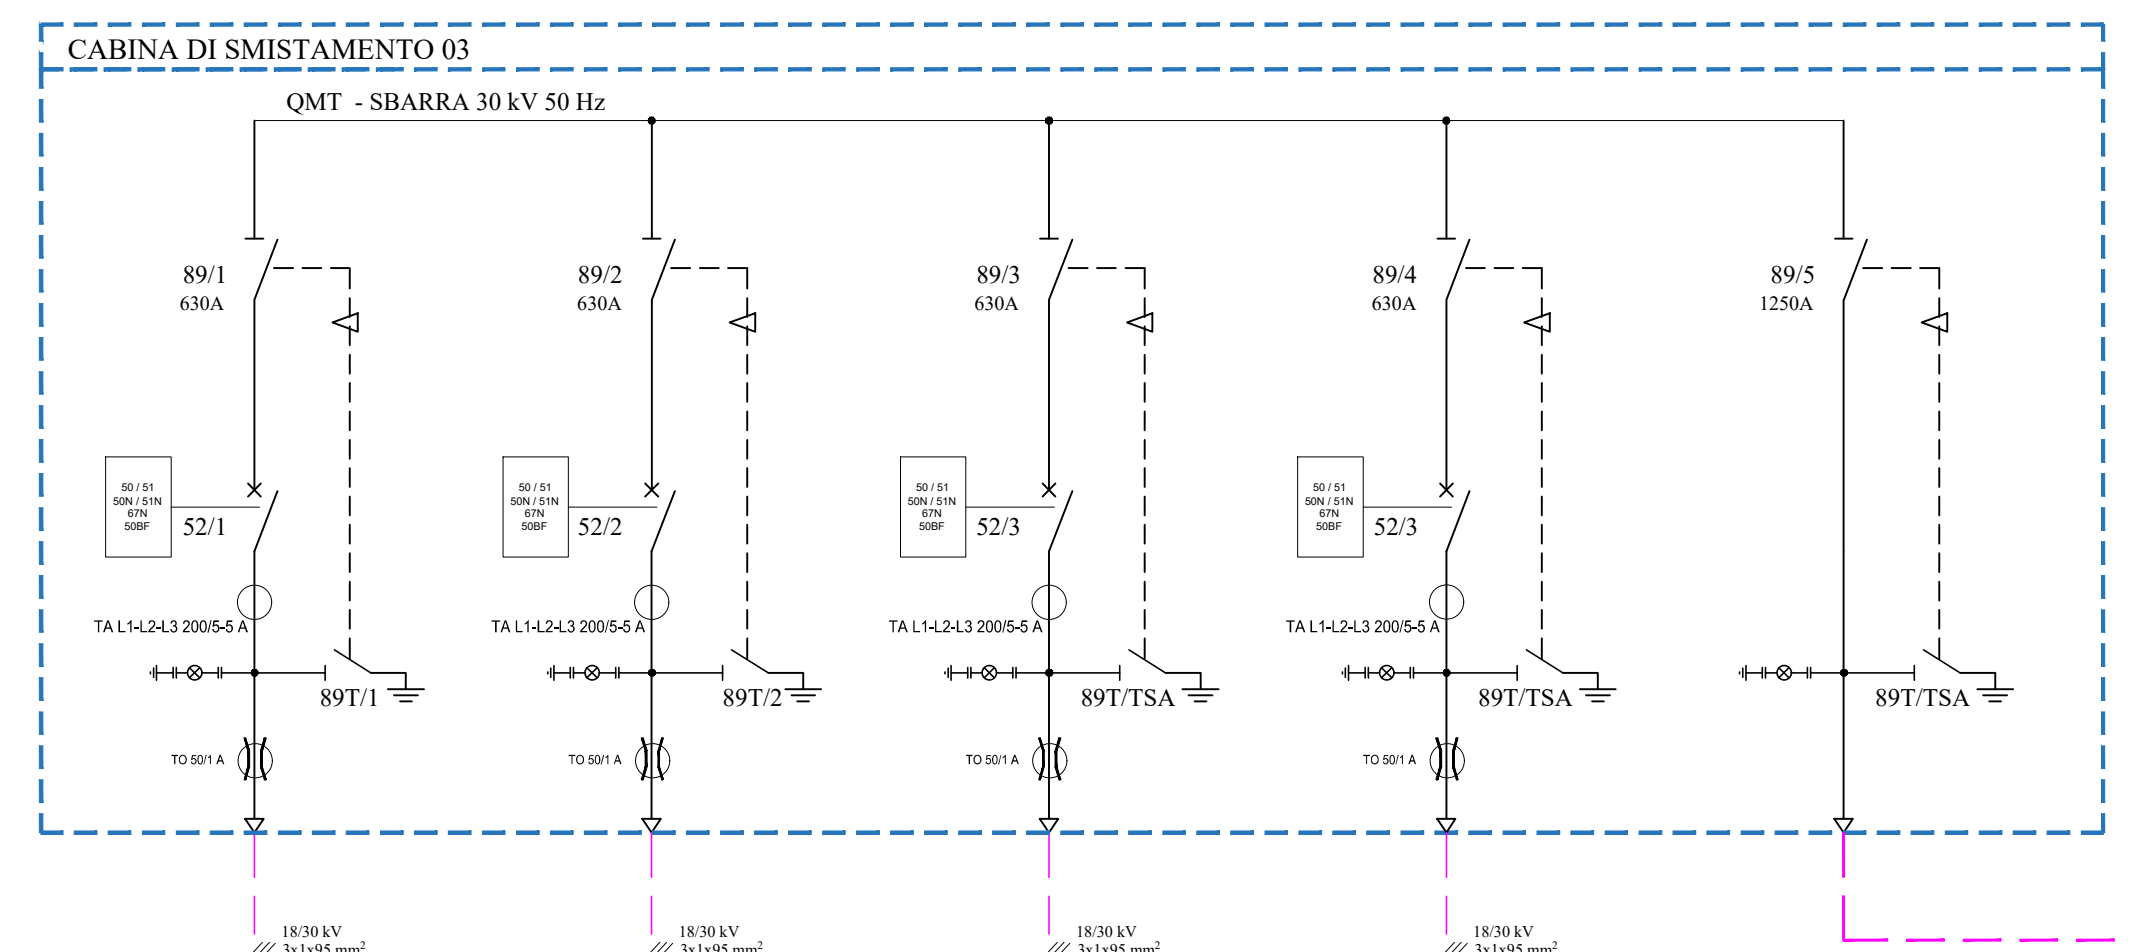 CABINA DI SMISTAMENTO 03
QMT - SBARRA 30 kV 50 Hz
89/1
630A
89/2
630A
89/3
630A
89/4
630A
89/5
1250A
50 / 51
50N / 51N
67N
50BF
52/1
50 / 51
50N / 51N
67N
50BF
52/2
50 / 51
50N / 51N
67N
50BF
52/3
50 / 51
50N / 51N
67N
50BF
52/3
TA L1-L2-L3 200/5-5 A
TA L1-L2-L3 200/5-5 A
TA L1-L2-L3 200/5-5 A
TA L1-L2-L3 200/5-5 A
89T/1
89T/2
89T/TSA
89T/TSA
89T/TSA
TO 50/1 A
TO 50/1 A
TO 50/1 A
TO 50/1 A
18/30 kV
3x1x95 mm²
18/30 kV
3x1x95 mm²
18/30 kV
3x1x95 mm²
18/30 kV
3x1x95 mm²